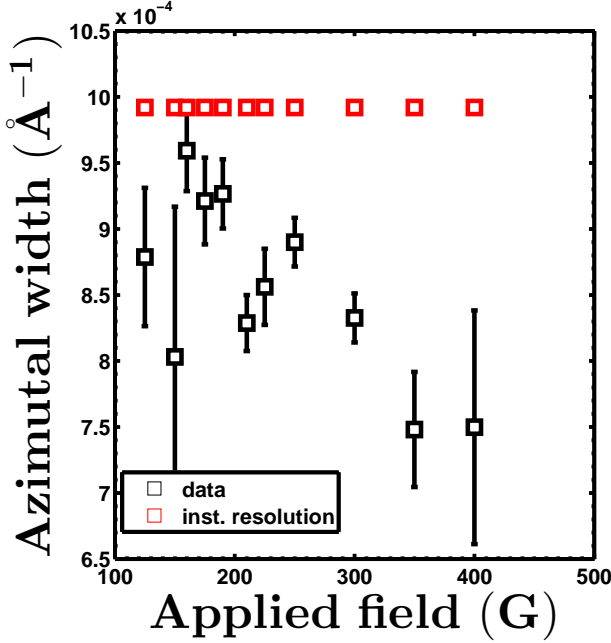 x 10⁻⁴
10.5
10
9.5
9
8.5
8
7.5
7
6.5
Azimutal width (Å⁻¹)
data
inst. resolution
100 200 300 400 500
Applied field (G)